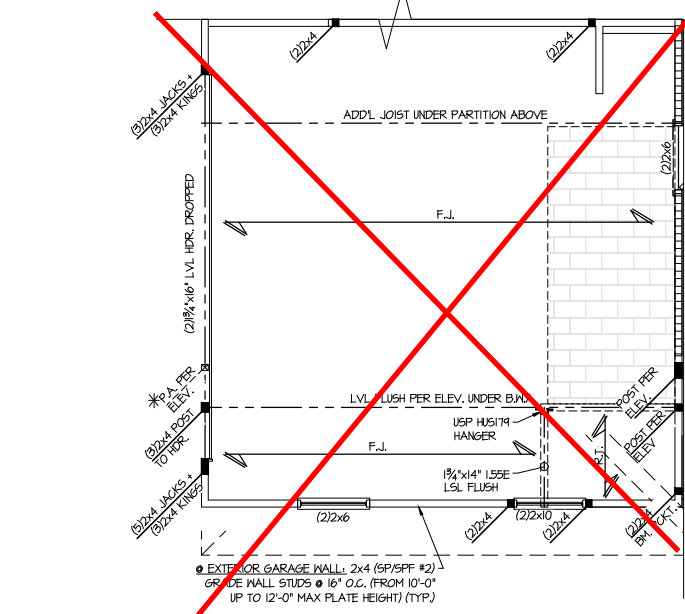 (2)2x4
(2)2x4
(3)2x4 JACKS +
(3)2x4 KINGS
ADD'L JOIST UNDER PARTITION ABOVE
(2)2x6
F.J.
(2)1¾"x16" LVL HDR. DROPPED
P.A. PER
ELEV.
LVL FLUSH PER ELEV. UNDER B.W.
POST PER
ELEV.
(3)2x4 POST
TO HDR.
USP HUS179
HANGER
POST PER
ELEV
F.J.
R.T.
1¾"x14" 1.55E
LSL FLUSH
(5)2x4 JACKS +
(3)2x4 KINGS
(2)2x6
(2)2x4
(2)2x10
(2)2x4
(2)2x4
BM. PCKT.
@ EXTERIOR GARAGE WALL: 2x4 (SP/SPF #2)
GRADE WALL STUDS @ 16" O.C. (FROM 10'-0"
UP TO 12'-0" MAX PLATE HEIGHT) (TYP.)